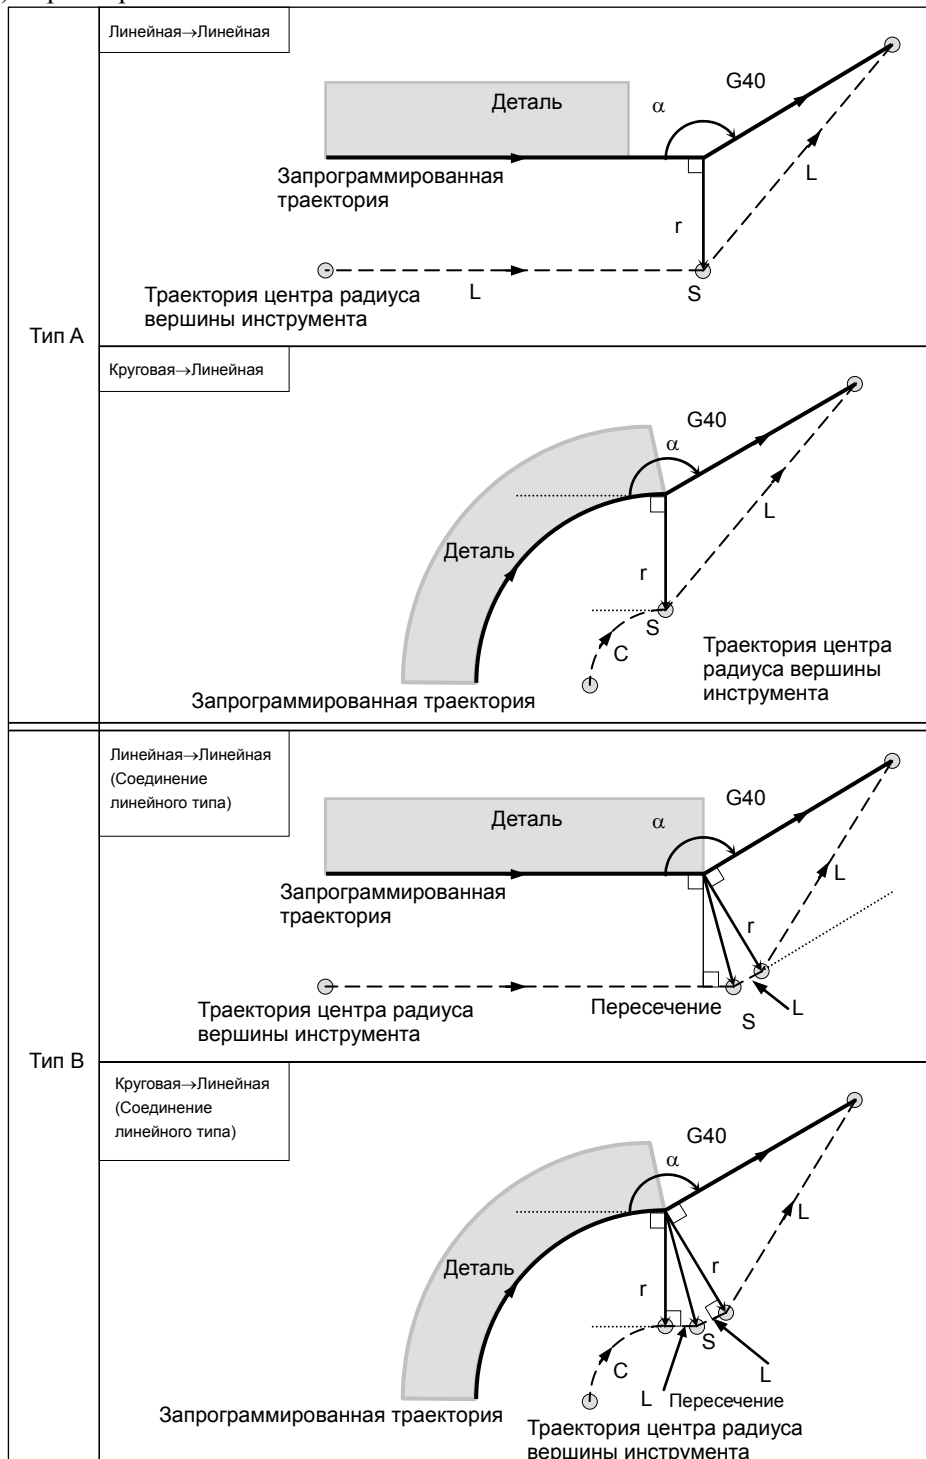 Тип A
Линейная→Линейная
Деталь
α
G40
L
Запрограммированная
траектория
r
S
L
Траектория центра радиуса
вершины инструмента
Круговая→Линейная
G40
α
L
Деталь
r
S
C
Траектория центра
радиуса вершины
инструмента
Запрограммированная траектория
Тип B
Линейная→Линейная
(Соединение
линейного типа)
Деталь
α
G40
L
Запрограммированная
траектория
r
Траектория центра радиуса
вершины инструмента
Пересечение
S
L
Круговая→Линейная
(Соединение
линейного типа)
G40
α
L
Деталь
r
r
S
C
L
L
Пересечение
Запрограммированная траектория
Траектория центра радиуса
вершины инструмента